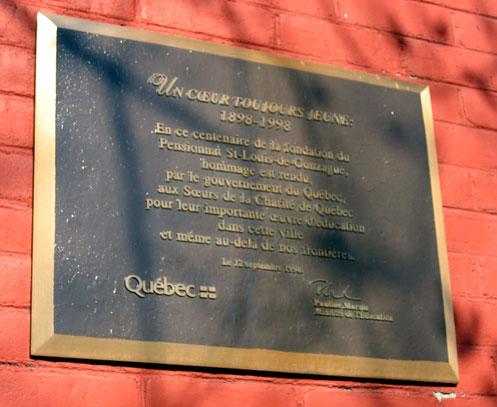 "UN CŒUR TOUJOURS JEUNE"
1898-1998
En ce centenaire de la fondation du
Pensionnat St-Louis-de-Gonzague,
hommage est rendu
par le gouvernement du Québec,
aux Sœurs de la Charité de Québec
pour leur importante œuvre d'éducation
dans cette ville
et même au-delà de nos frontières.
Le 12 septembre 1998
Québec
Pauline Marois
Ministre de l'Éducation